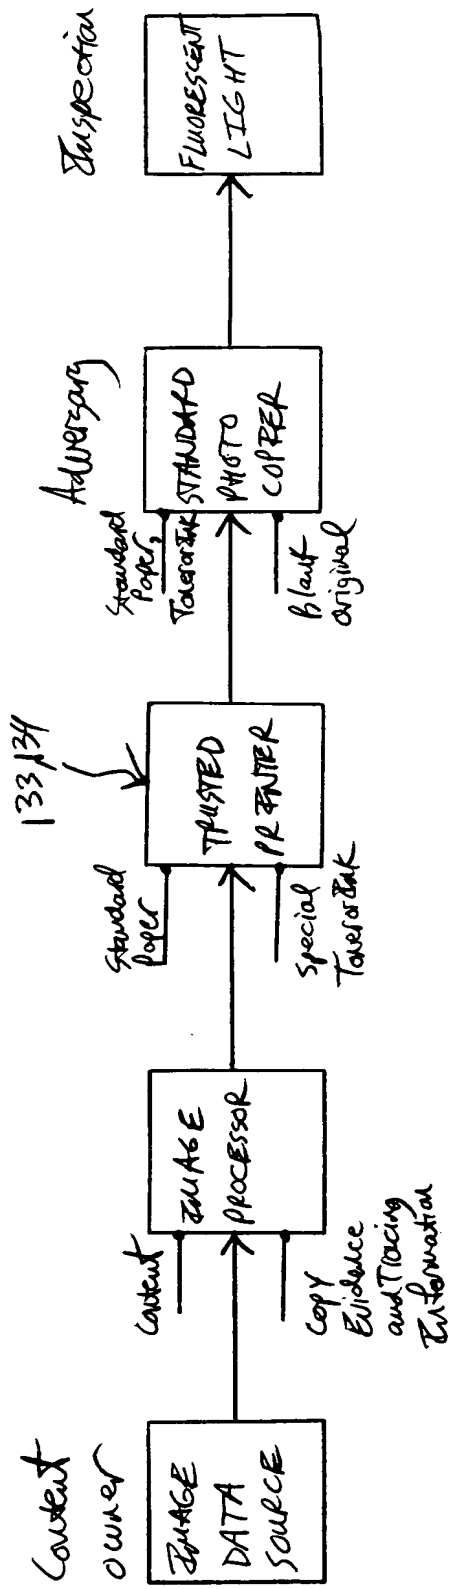 Content
owner
IMAGE
DATA
SOURCE
Content
IMAGE
PROCESSOR
Copy
Evidence
and Tracing
Information
Standard
Paper
133,134
TRUSTED
PRINTER
Special
Toner or Ink
Adversary
Standard
Paper,
Toner or Ink
STANDARD
PHOTO
COPIER
Blank
original
Inspection
FLUORESCENT
LIGHT